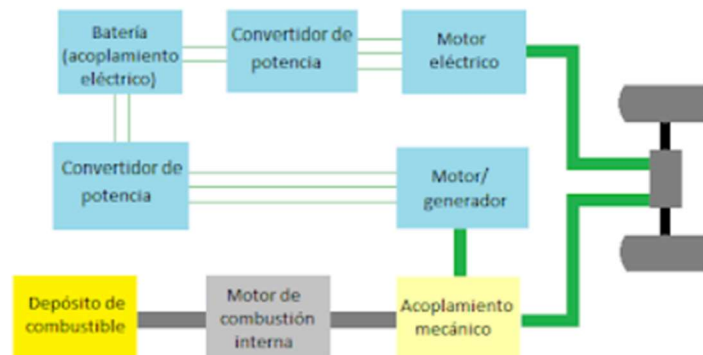 Batería
(acoplamiento
eléctrico)
Convertidor de
potencia
Motor
eléctrico
Convertidor de
potencia
Motor/
generador
Depósito de
combustible
Motor de
combustión
interna
Acoplamiento
mecánico